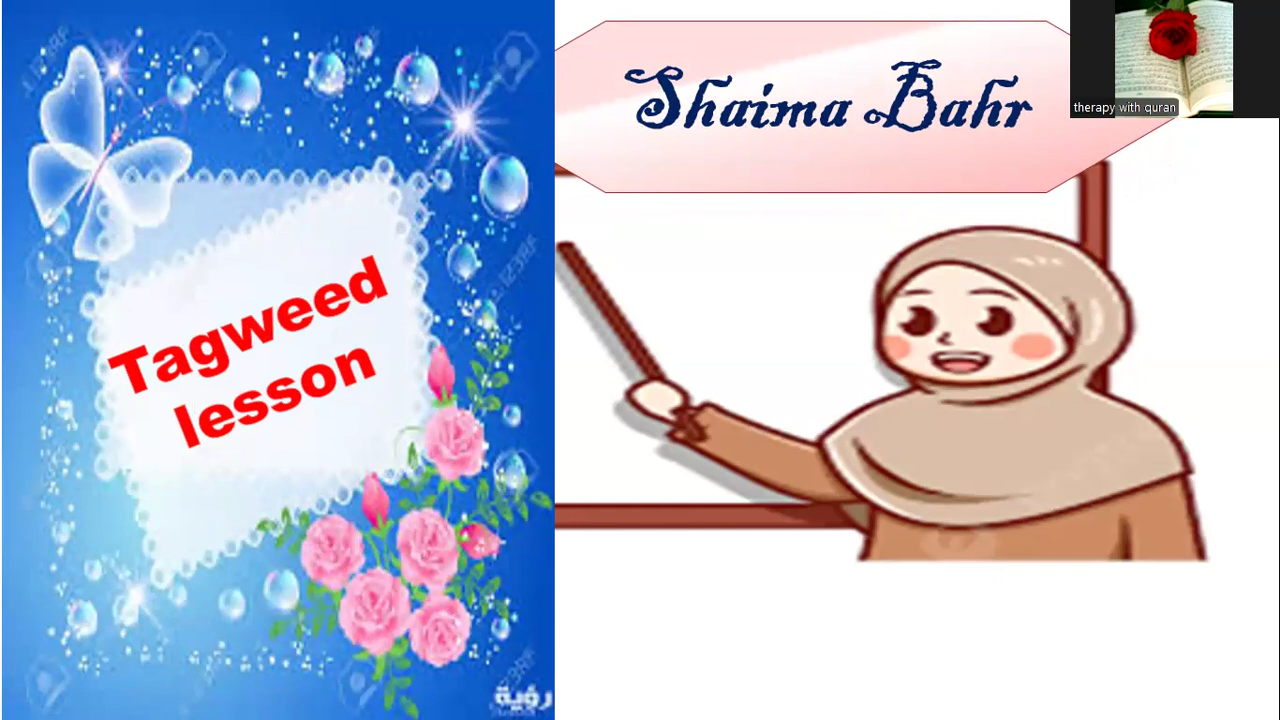 Tagweed
lesson
Shaima Bahr
therapy with quran
رؤية